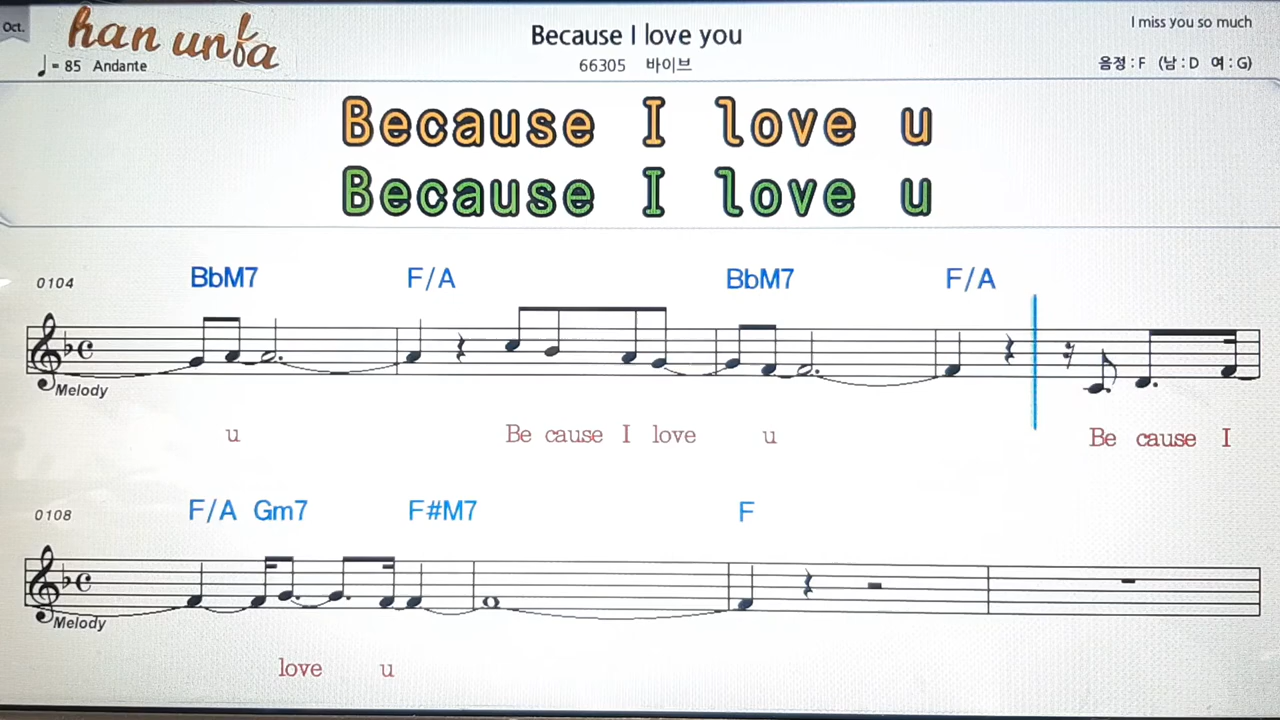 Oct.
han unfa
Because I love you
I miss you so much
♩ = 85 Andante
66305 바이브
음정 : F (남 : D 여 : G)
Because I love u
Because I love u
0104 BbM7 F/A BbM7 F/A
Melody
u Be cause I love u Be cause I
0108 F/A Gm7 F#M7 F
Melody
love u